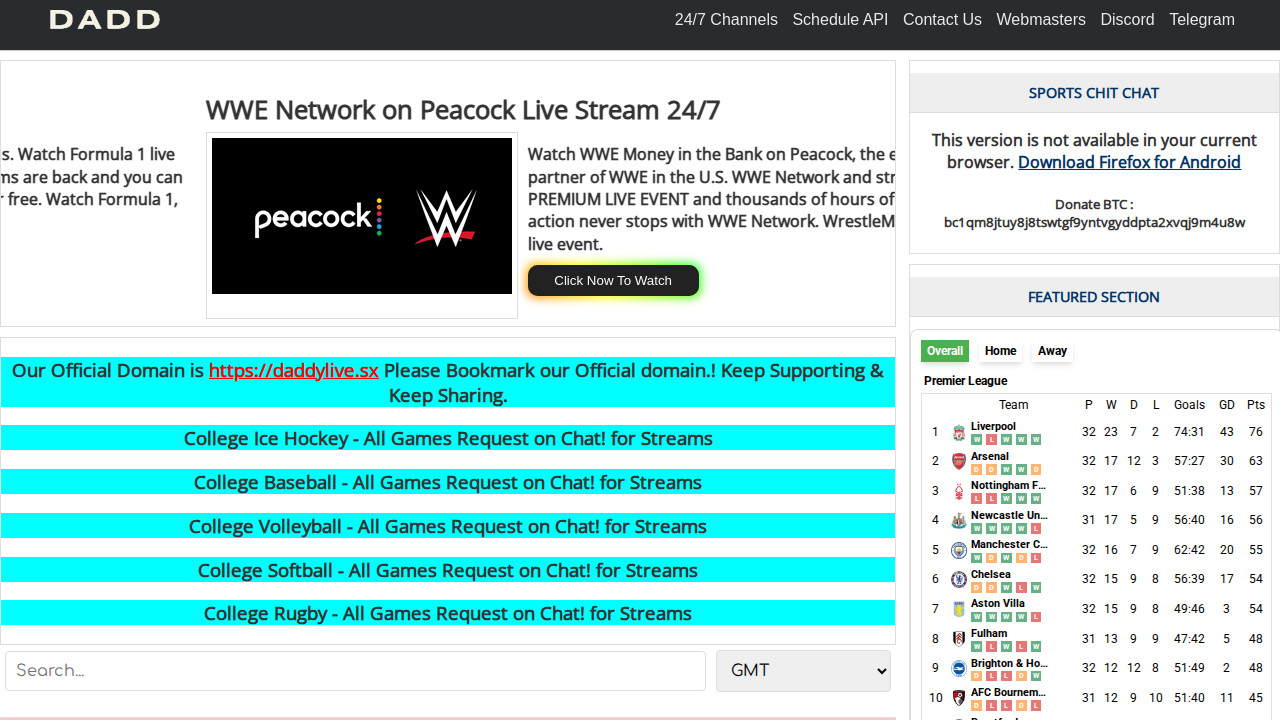 DADD
24/7 Channels Schedule API Contact Us Webmasters Discord Telegram
WWE Network on Peacock Live Stream 24/7
s. Watch Formula 1 live
ms are back and you can
free. Watch Formula 1,
peacock
Watch WWE Money in the Bank on Peacock, the e
partner of WWE in the U.S. WWE Network and str
PREMIUM LIVE EVENT and thousands of hours of
action never stops with WWE Network. WrestleM
live event.
Click Now To Watch
Our Official Domain is https://daddylive.sx Please Bookmark our Official domain.! Keep Supporting &
Keep Sharing.
College Ice Hockey - All Games Request on Chat! for Streams
College Baseball - All Games Request on Chat! for Streams
College Volleyball - All Games Request on Chat! for Streams
College Softball - All Games Request on Chat! for Streams
College Rugby - All Games Request on Chat! for Streams
Search...
GMT
SPORTS CHIT CHAT
This version is not available in your current
browser. Download Firefox for Android
Donate BTC :
bc1qm8jtuy8j8tswtgf9yntvgyddpta2xvqj9m4u8w
FEATURED SECTION
Overall Home Away
Premier League
Team P W D L Goals GD Pts
1 Liverpool 32 23 7 2 74:31 43 76
W L W W W
2 Arsenal 32 17 12 3 57:27 30 63
D D W W D
3 Nottingham F... 32 17 6 9 51:38 13 57
L L W W W
4 Newcastle Un... 31 17 5 9 56:40 16 56
W W W W L
5 Manchester C... 32 16 7 9 62:42 20 55
W D W D L
6 Chelsea 32 15 9 8 56:39 17 54
D D W L W
7 Aston Villa 32 15 9 8 49:46 3 54
W W W W L
8 Fulham 31 13 9 9 47:42 5 48
W L W L W
9 Brighton & Ho... 32 12 12 8 51:49 2 48
D L L D W
10 AFC Bournem... 31 12 9 10 51:40 11 45
D L L D L